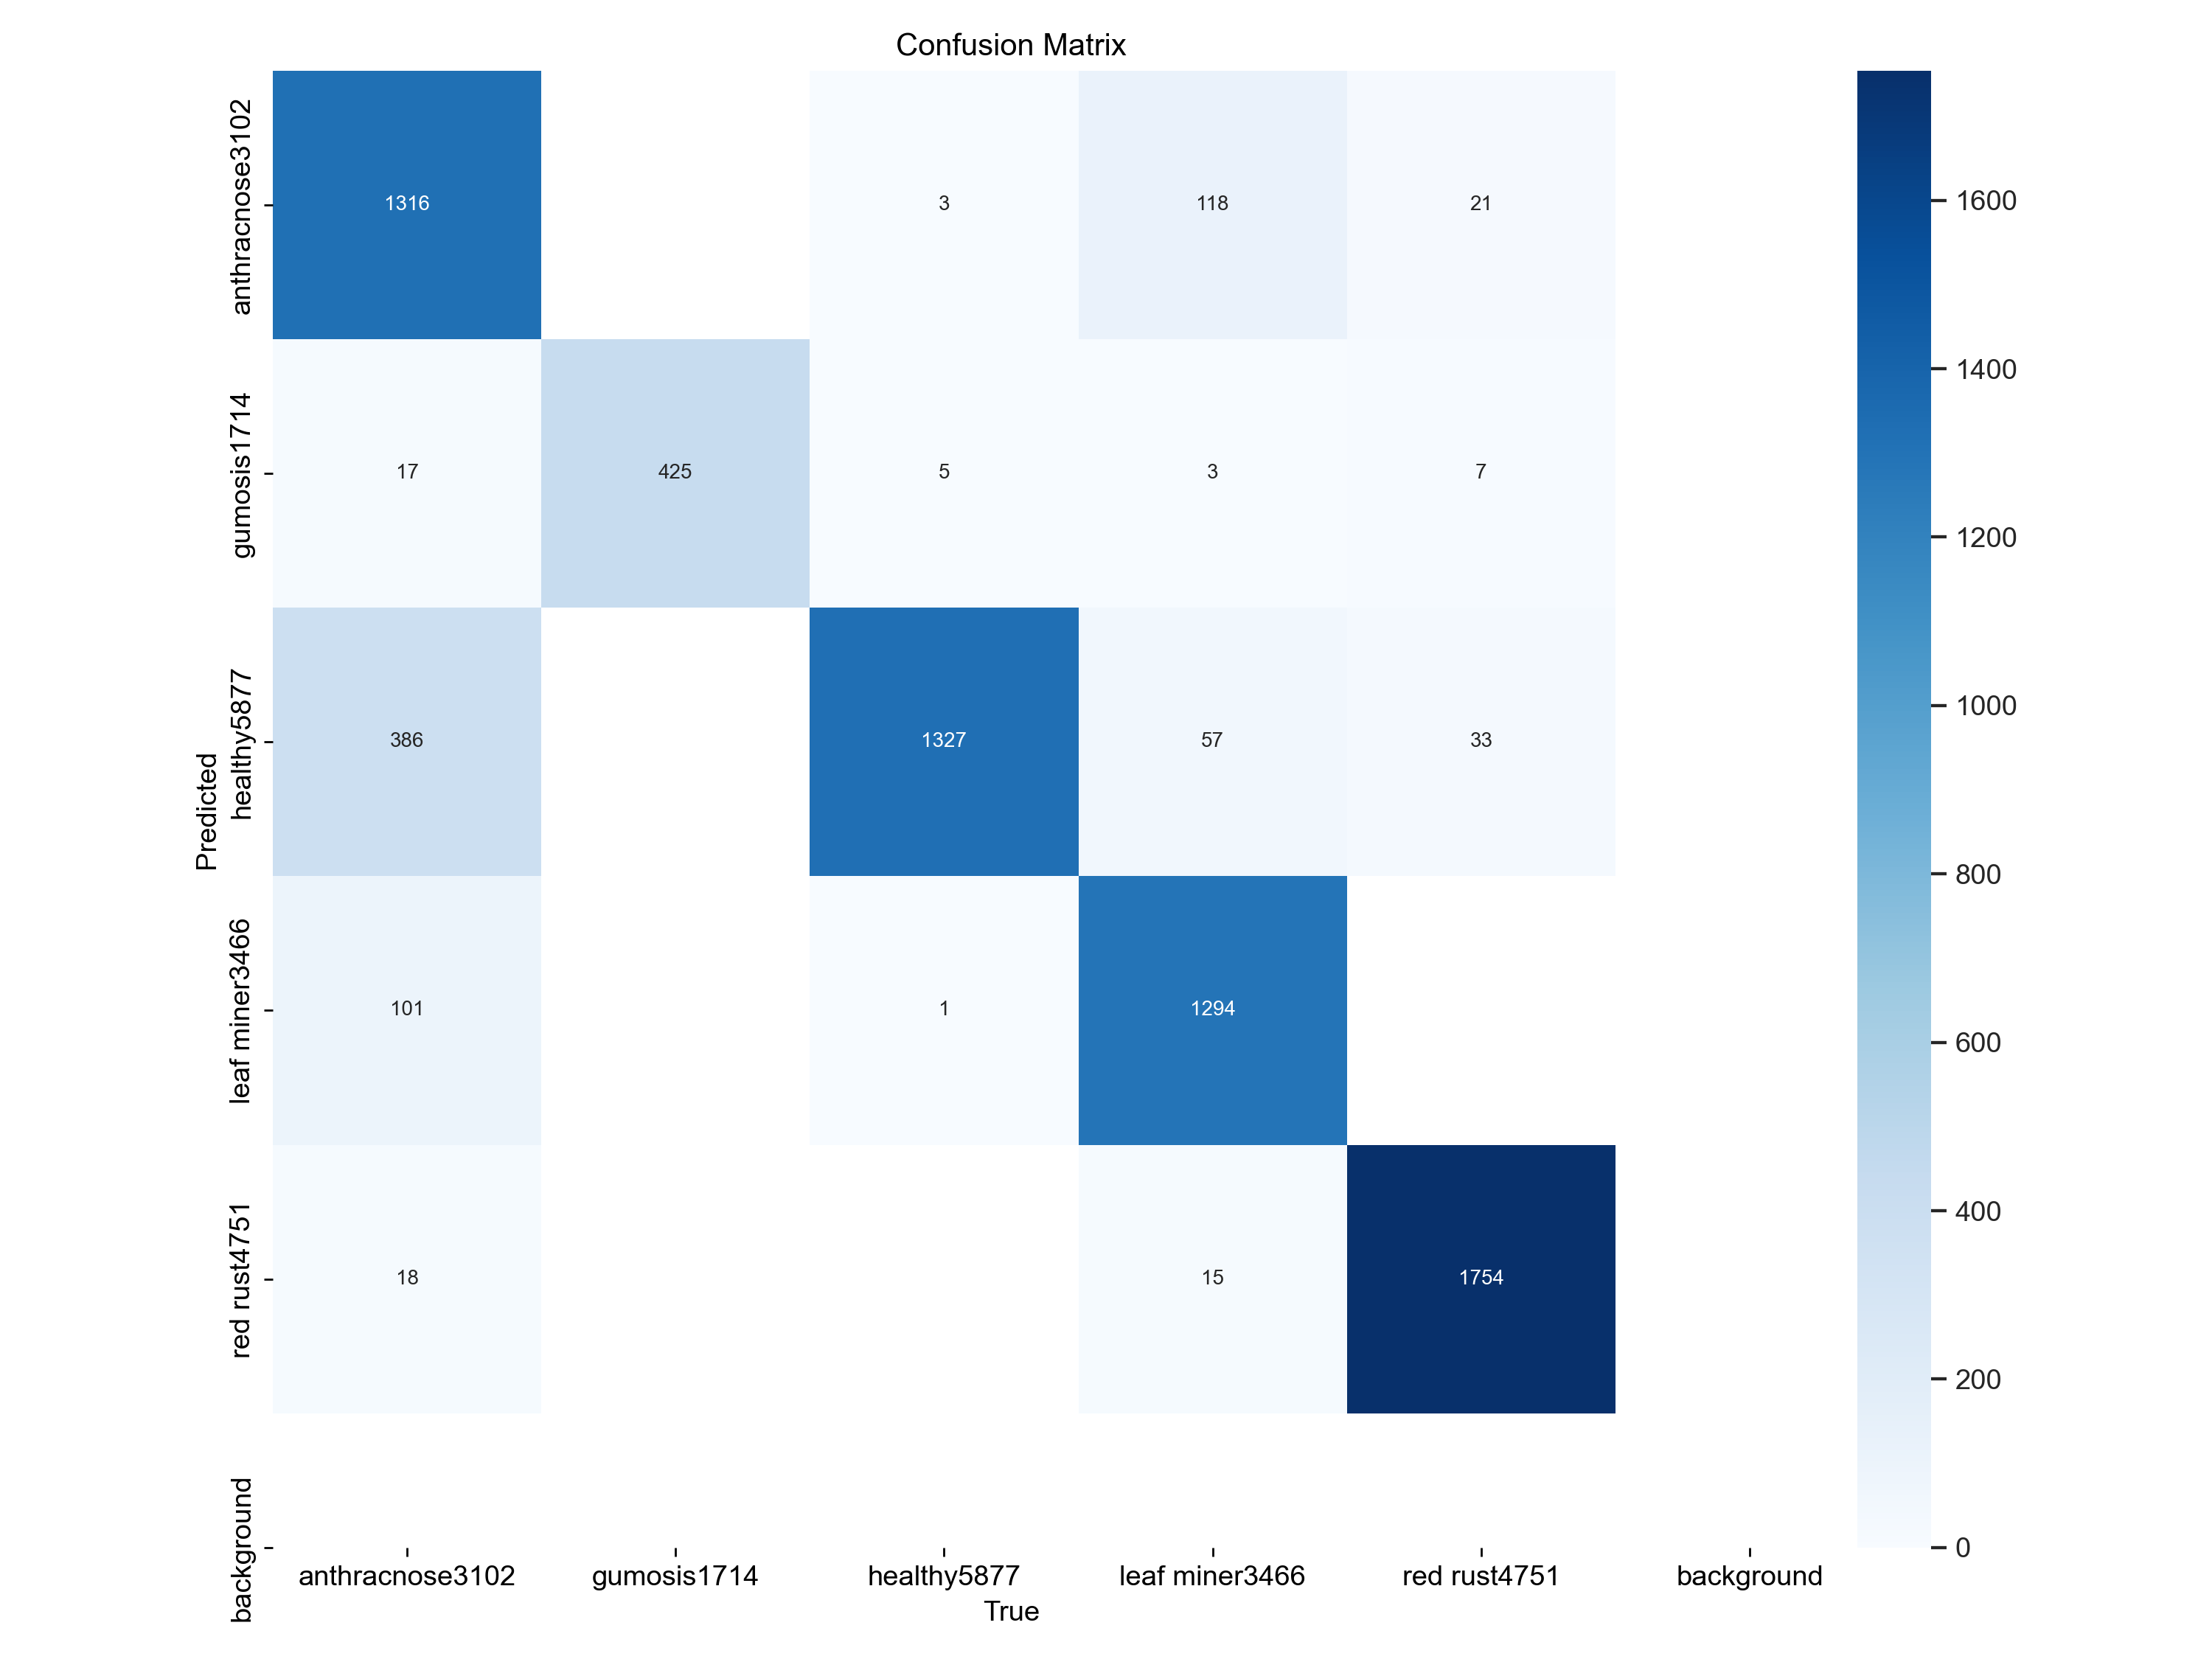 Confusion Matrix
anthracnose3102
1316
3
118
21
gumosis1714
17
425
5
3
7
Predicted
healthy5877
386
1327
57
33
leaf miner3466
101
1
1294
red rust4751
18
15
1754
background
anthracnose3102
gumosis1714
healthy5877
leaf miner3466
red rust4751
background
True
1600
1400
1200
1000
800
600
400
200
0